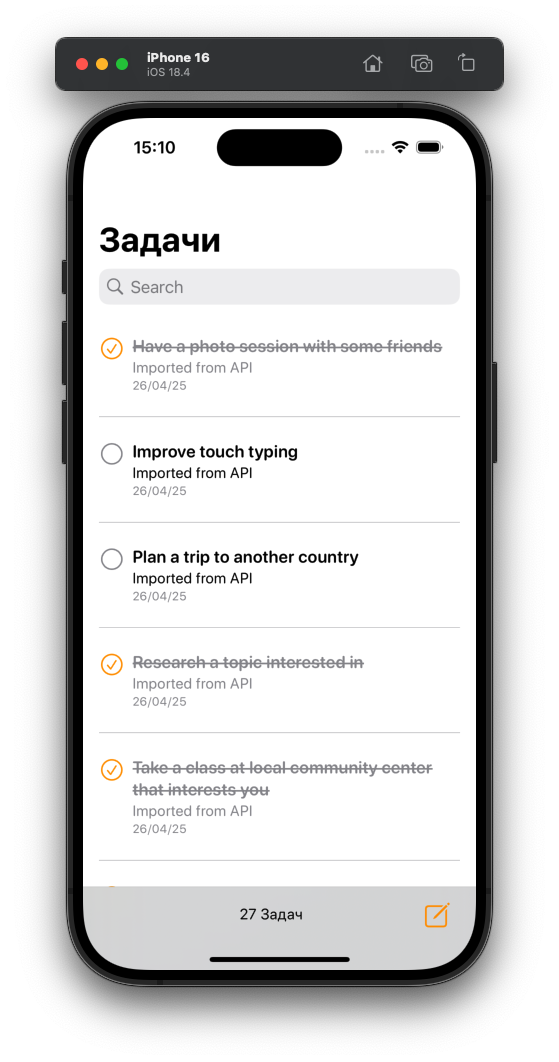 iPhone 16
iOS 18.4
15:10
Задачи
Search
Have a photo session with some friends
Imported from API
26/04/25
Improve touch typing
Imported from API
26/04/25
Plan a trip to another country
Imported from API
26/04/25
Research a topic interested in
Imported from API
26/04/25
Take a class at local community center
that interests you
Imported from API
26/04/25
27 Задач